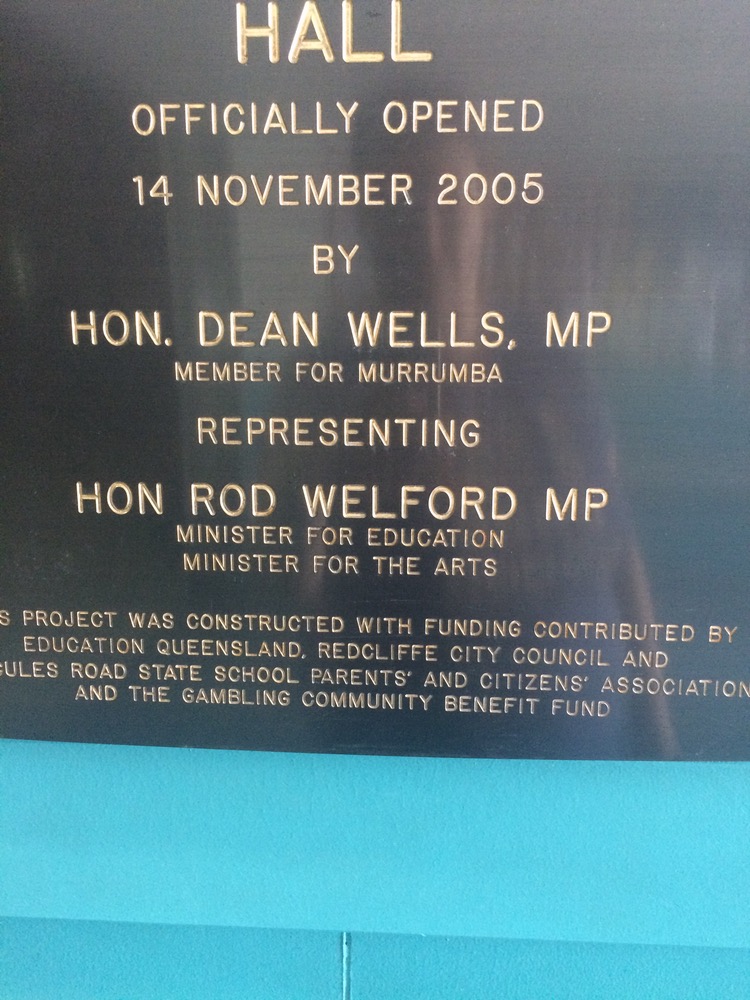 HALL
OFFICIALLY OPENED
14 NOVEMBER 2005
BY
HON. DEAN WELLS, MP
MEMBER FOR MURRUMBA
REPRESENTING
HON ROD WELFORD MP
MINISTER FOR EDUCATION
MINISTER FOR THE ARTS
S PROJECT WAS CONSTRUCTED WITH FUNDING CONTRIBUTED BY
EDUCATION QUEENSLAND, REDCLIFFE CITY COUNCIL AND
CULES ROAD STATE SCHOOL PARENTS' AND CITIZENS' ASSOCIATION
AND THE GAMBLING COMMUNITY BENEFIT FUND